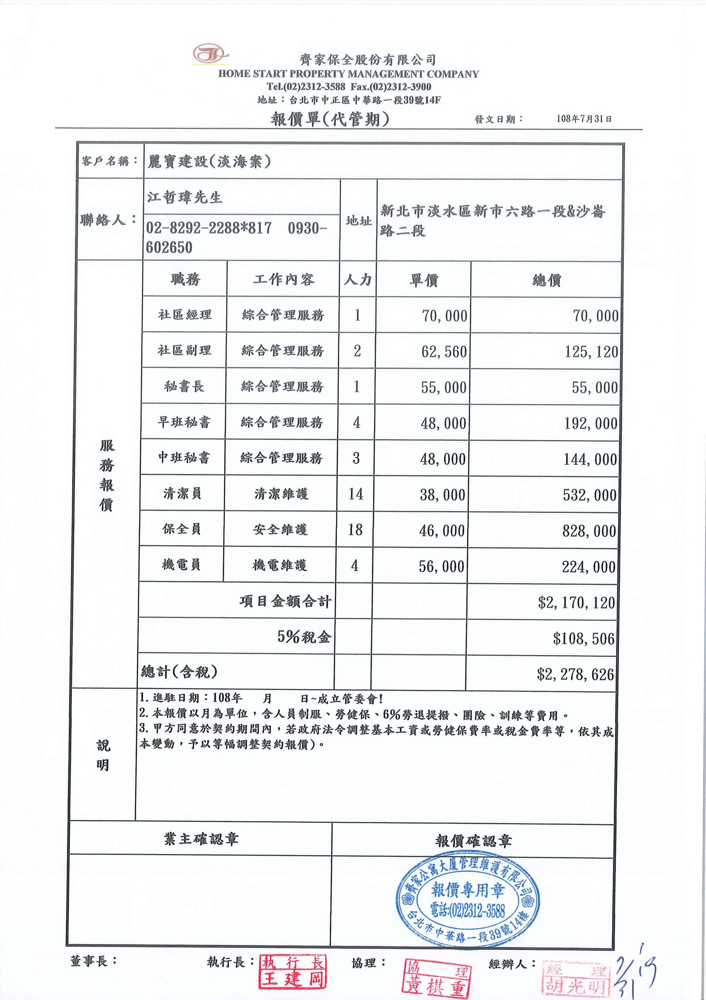 齊家保全股份有限公司
HOME START PROPERTY MANAGEMENT COMPANY
Tel.(02)2312-3588 Fax.(02)2312-3900
地址：台北市中正區中華路一段39號14F
報價單(代管期) 發文日期： 108年7月31日
客戶名稱： 麗寶建設(淡海案)
聯絡人：
江哲瑋先生
02-8292-2288*817 0930-
602650
地址
新北市淡水區新市六路一段&沙崙
路二段
服務報價
職務 工作內容 人力 單價 總價
社區經理 綜合管理服務 1 70,000 70,000
社區副理 綜合管理服務 2 62,560 125,120
秘書長 綜合管理服務 1 55,000 55,000
早班秘書 綜合管理服務 4 48,000 192,000
中班秘書 綜合管理服務 3 48,000 144,000
清潔員 清潔維護 14 38,000 532,000
保全員 安全維護 18 46,000 828,000
機電員 機電維護 4 56,000 224,000
項目金額合計 $2,170,120
5%稅金 $108,506
總計(含稅) $2,278,626
說明
1.進駐日期：108年 月 日~成立管委會!
2.本報價以月為單位，含人員制服、勞健保、6%勞退提撥、團險、訓練等費用。
3.甲方同意於契約期間內，若政府法令調整基本工資或勞健保費率或稅金費率等，依其成
本變動，予以等幅調整契約報價)。
業主確認章 報價確認章
齊家公寓大廈管理維護有限公司
報價專用章
電話:(02)2312-3588
台北市中華路一段39號14樓
董事長： 執行長： 協理： 經辦人：
執行長
王建岡
協理
黃棋重
經理
胡光明
7/31